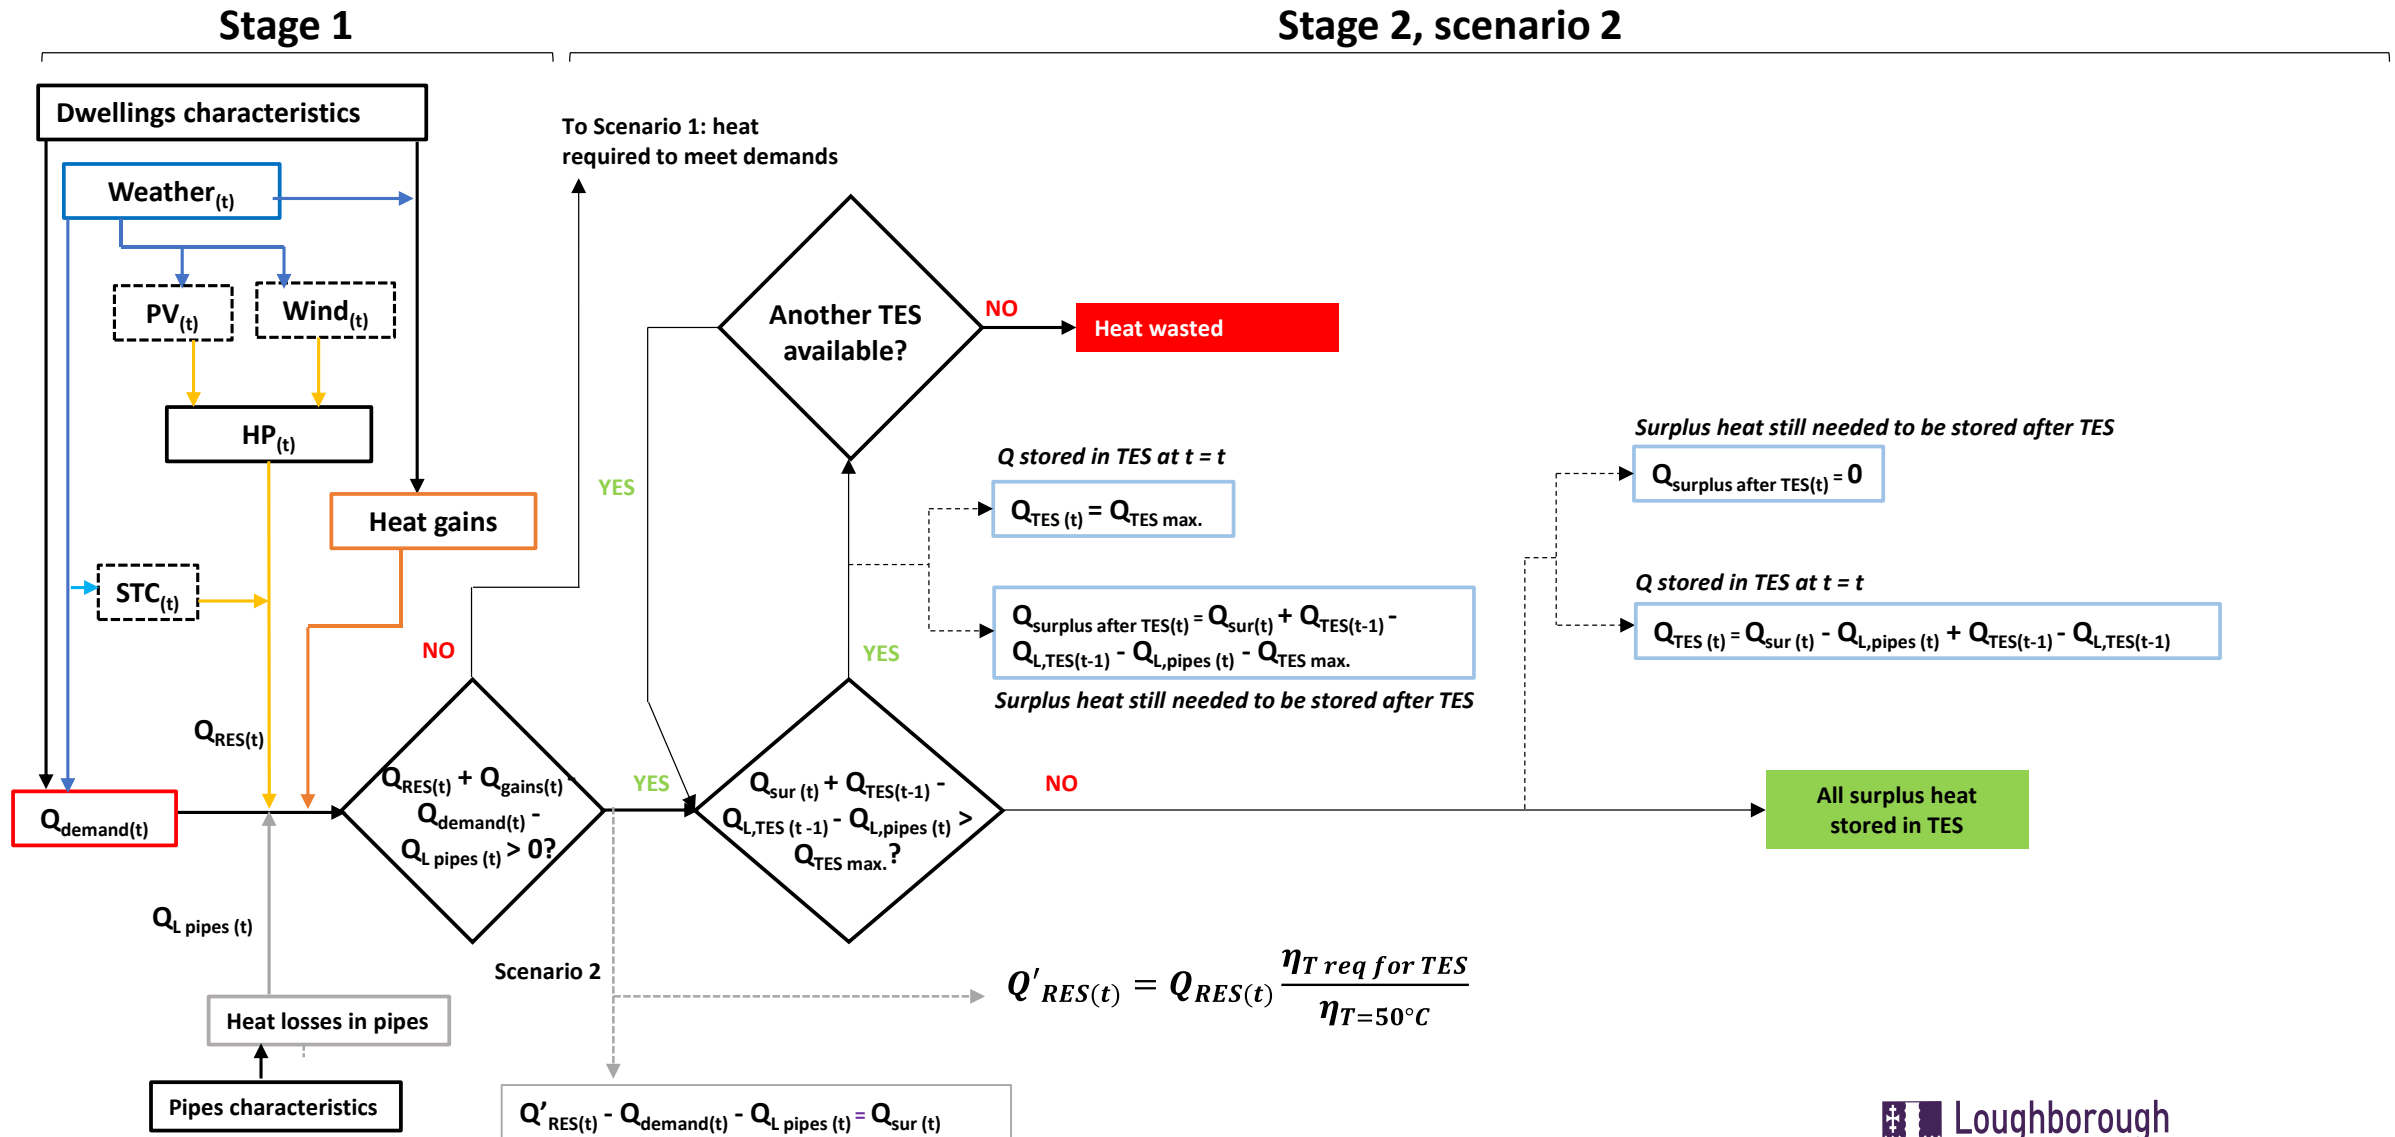 Stage 1
Stage 2, scenario 2
Dwellings characteristics
To Scenario 1: heat
required to meet demands
Weather(t)
PV(t)
Wind(t)
HP(t)
Heat gains
STC(t)
NO
QRES(t)
Qdemand(t)
QRES(t) + Qgains(t) -
Qdemand(t) -
QL pipes (t) > 0?
QL pipes (t)
Heat losses in pipes
Pipes characteristics
YES
Scenario 2
Q'RES(t) - Qdemand(t) - QL pipes (t) = Qsur (t)
Q'RES(t) = QRES(t) ηT req for TES
ηT=50°C
Qsur (t) + QTES(t-1) -
QL,TES (t -1) - QL,pipes (t) >
QTES max. ?
YES
YES
Another TES
available?
NO
Heat wasted
Q stored in TES at t = t
QTES (t) = QTES max.
Qsurplus after TES(t) = Qsur(t) + QTES(t-1) -
QL,TES(t-1) - QL,pipes (t) - QTES max.
Surplus heat still needed to be stored after TES
NO
Surplus heat still needed to be stored after TES
Qsurplus after TES(t) = 0
Q stored in TES at t = t
QTES (t) = Qsur (t) - QL,pipes (t) + QTES(t-1) - QL,TES(t-1)
All surplus heat
stored in TES
Loughborough